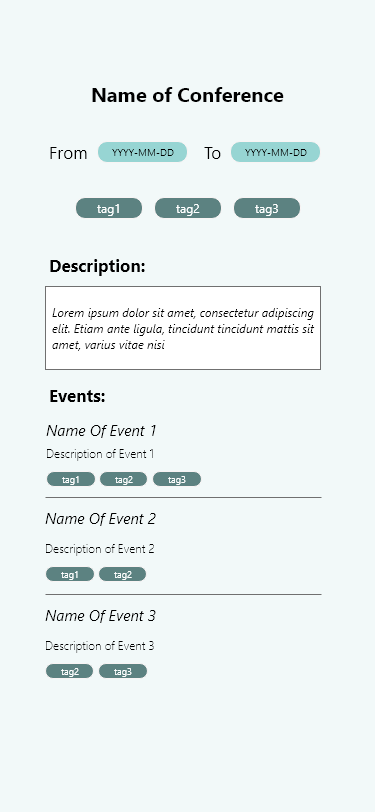 Name of Conference
From YYYY-MM-DD To YYYY-MM-DD
tag1 tag2 tag3
Description:
Lorem ipsum dolor sit amet, consectetur adipiscing
elit. Etiam ante ligula, tincidunt tincidunt mattis sit
amet, varius vitae nisi
Events:
Name Of Event 1
Description of Event 1
tag1 tag2 tag3
Name Of Event 2
Description of Event 2
tag1 tag2
Name Of Event 3
Description of Event 3
tag2 tag3